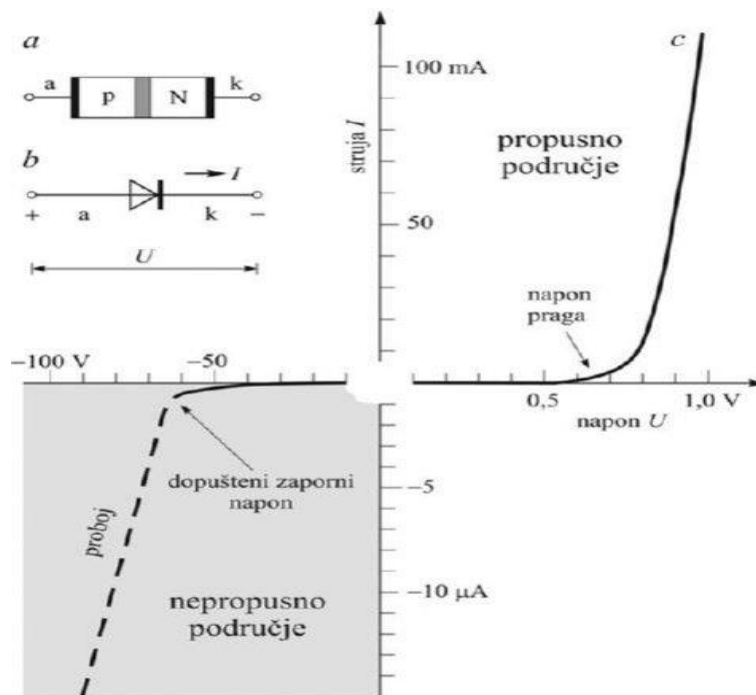 a
a
p
N
k
b
I
+
a
k
−
U
c
100 mA
struja I
propusno
područje
50
napon
praga
−100 V
−50
0,5
1,0 V
napon U
dopušteni zaporni
napon
−5
proboj
−10 µA
nepropusno
područje